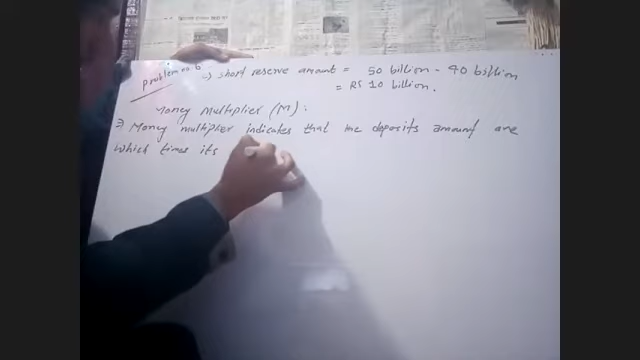 Problem no. 6
=> short reserve amount = 50 billion - 40 billion
= RS 10 billion.
Money Multiplier (M):
=> Money multiplier indicates that the deposits amount are
which times its